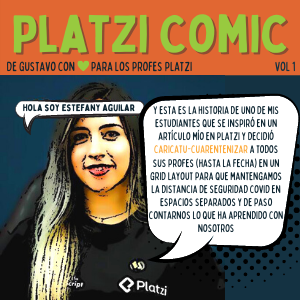 PLATZI COMIC
DE GUSTAVO CON PARA LOS PROFES PLATZI VOL 1
HOLA SOY ESTEFANY AGUILAR
Y ESTA ES LA HISTORIA DE UNO DE MIS
ESTUDIANTES QUE SE INSPIRÓ EN UN
ARTÍCULO MÍO EN PLATZI Y DECIDIÓ
CARICATU-CUARENTENIZAR A TODOS
SUS PROFES (HASTA LA FECHA) EN UN
GRID LAYOUT PARA QUE MANTENGAMOS
LA DISTANCIA DE SEGURIDAD COVID EN
ESPACIOS SEPARADOS Y DE PASO
CONTARNOS LO QUE HA APRENDIDO CON
NOSOTROS
cript
Platzi